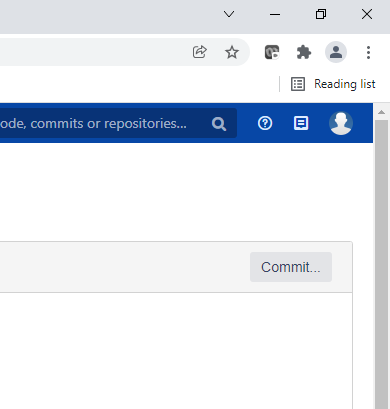 Reading list
ode, commits or repositories...
Commit...